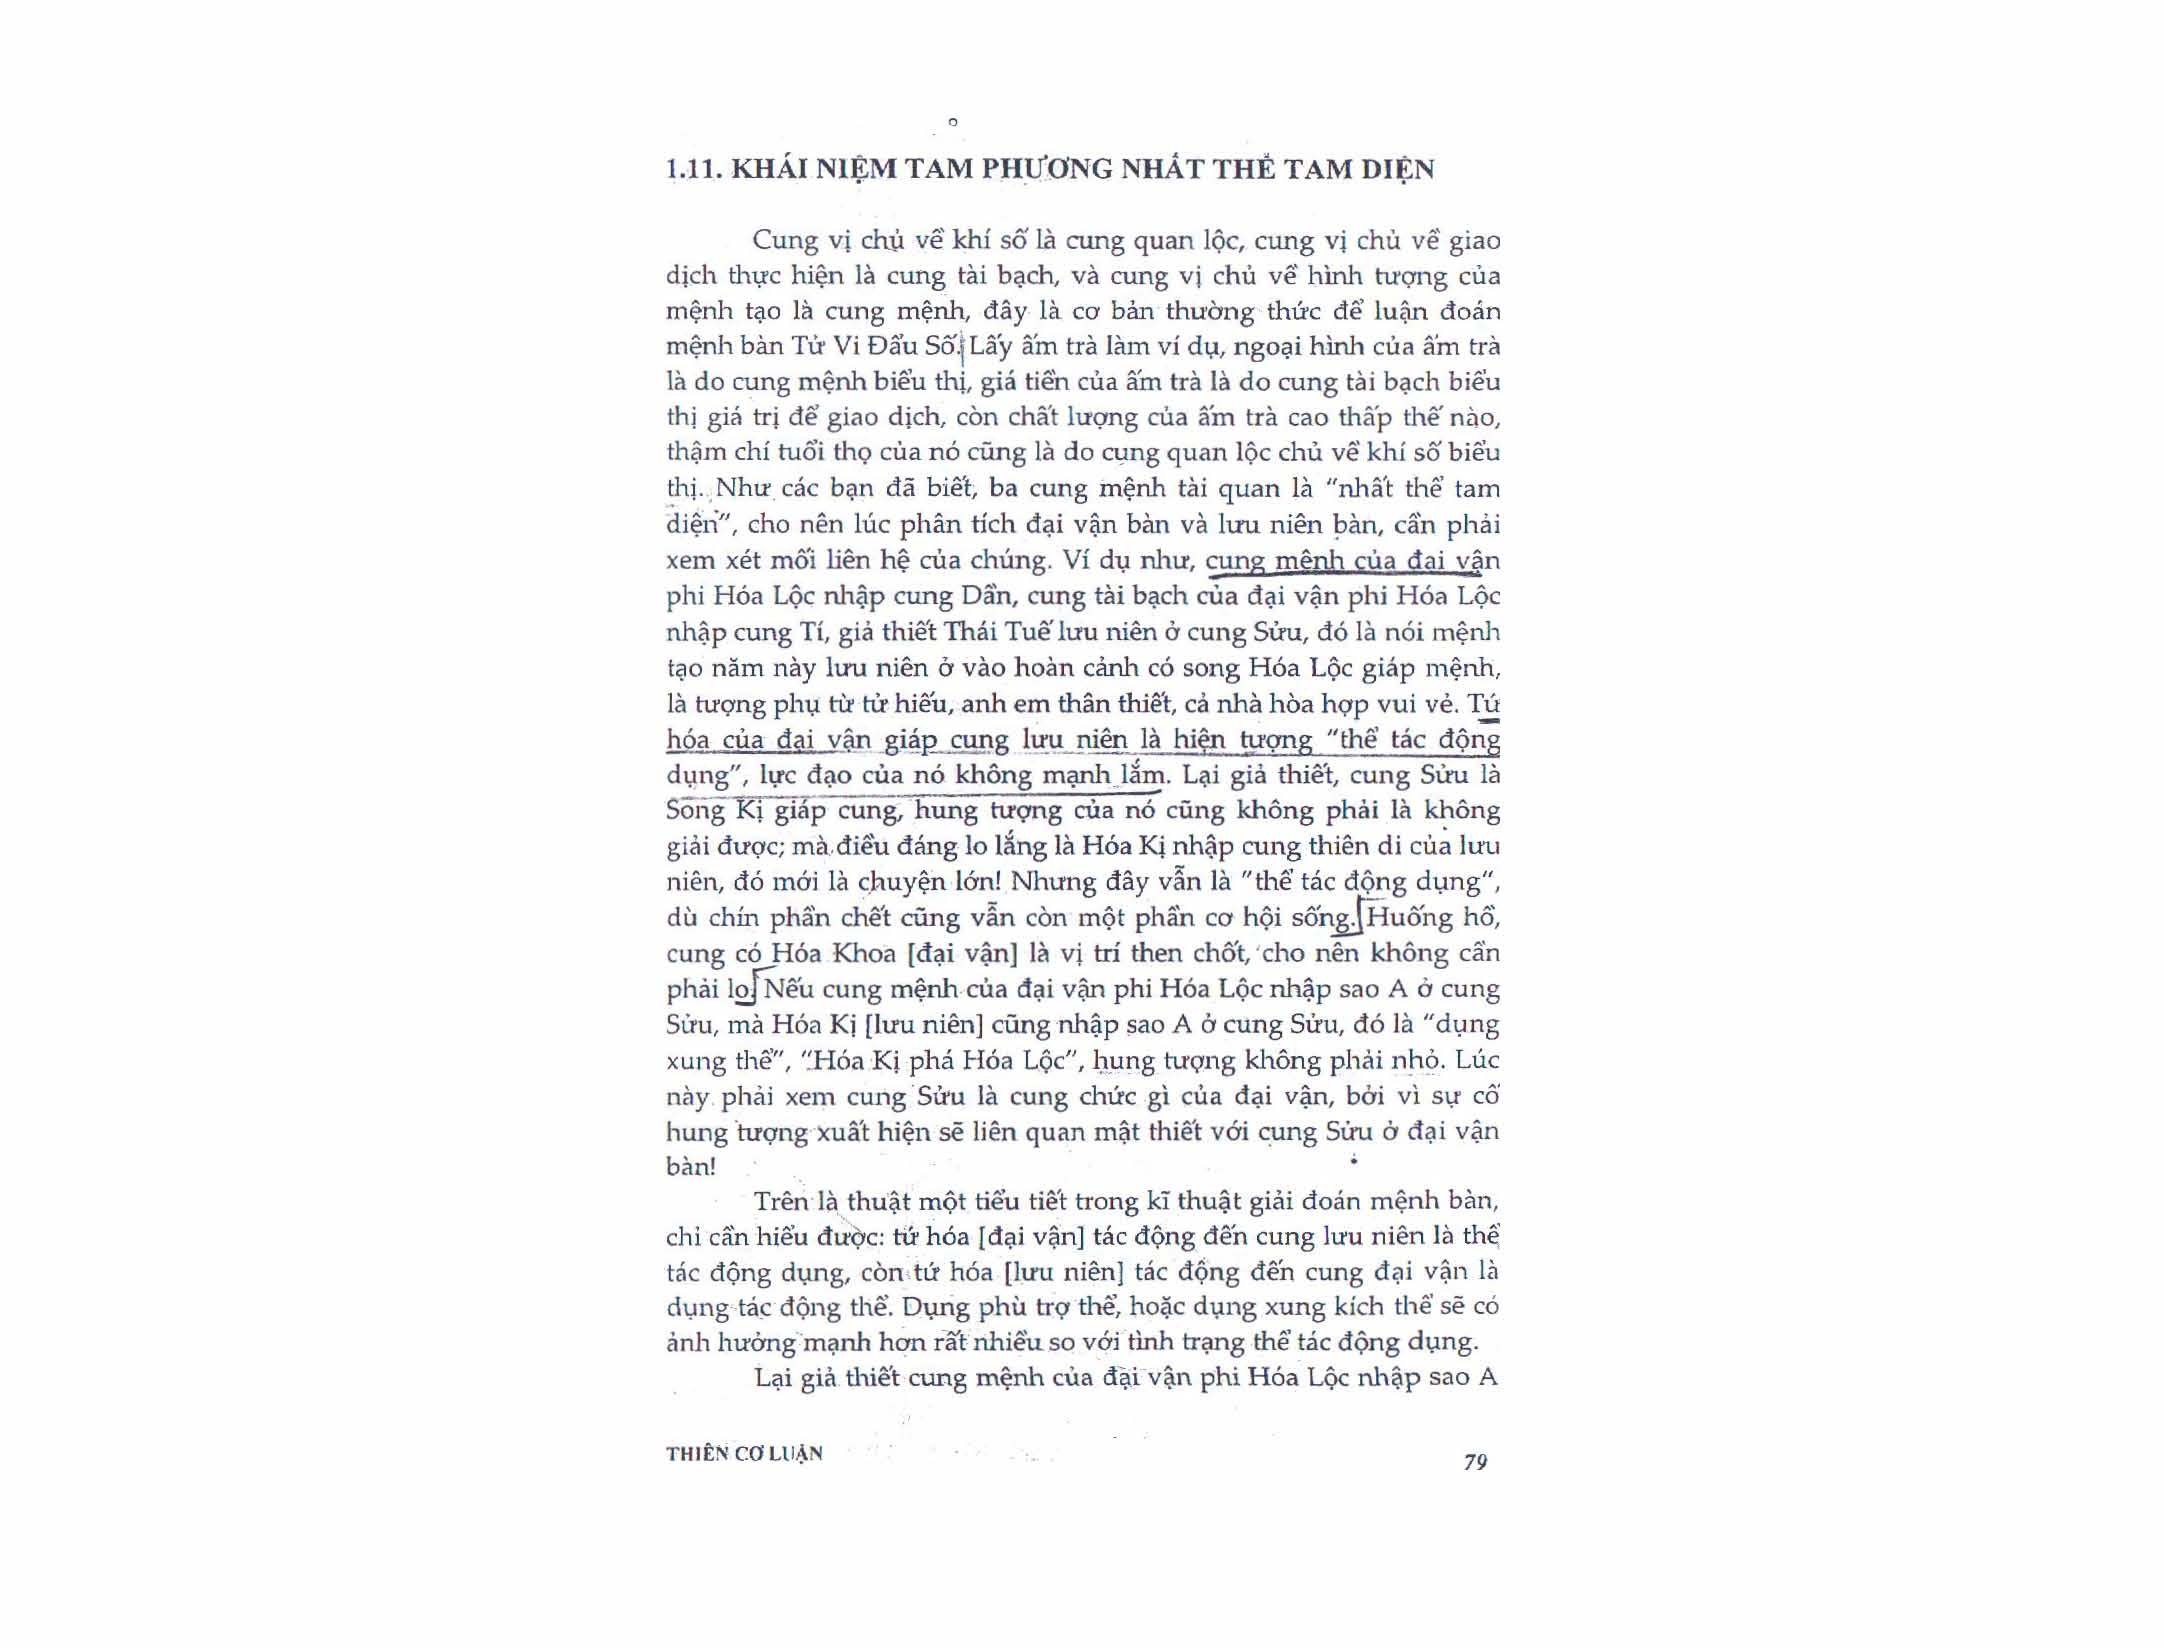 1.11. KHÁI NIỆM TAM PHƯƠNG NHẤT THỂ TAM DIỆN
Cung vị chủ về khí số là cung quan lộc, cung vị chủ về giao
dịch thực hiện là cung tài bạch, và cung vị chủ về hình tượng của
mệnh tạo là cung mệnh, đây là cơ bản thường thức để luận đoán
mệnh bàn Tử Vi Đẩu Số. Lấy ấm trà làm ví dụ, ngoại hình của ấm trà
là do cung mệnh biểu thị, giá tiền của ấm trà là do cung tài bạch biểu
thị giá trị để giao dịch, còn chất lượng của ấm trà cao thấp thế nào,
thậm chí tuổi thọ của nó cũng là do cung quan lộc chủ về khí số biểu
thị. Như các bạn đã biết, ba cung mệnh tài quan là "nhất thể tam
diện", cho nên lúc phân tích đại vận bàn và lưu niên bàn, cần phải
xem xét mối liên hệ của chúng. Ví dụ như, cung mệnh của đại vận
phi Hóa Lộc nhập cung Dần, cung tài bạch của đại vận phi Hóa Lộc
nhập cung Tí, giả thiết Thái Tuế lưu niên ở cung Sửu, đó là nói mệnh
tạo năm này lưu niên ở vào hoàn cảnh có song Hóa Lộc giáp mệnh,
là tượng phụ từ tử hiếu, anh em thân thiết, cả nhà hòa hợp vui vẻ. Tứ
hóa của đại vận giáp cung lưu niên là hiện tượng "thể tác động
dụng", lực đạo của nó không mạnh lắm. Lại giả thiết, cung Sửu là
Song Kị giáp cung, hung tượng của nó cũng không phải là không
giải được; mà điều đáng lo lắng là Hóa Kị nhập cung thiên di của lưu
niên, đó mới là chuyện lớn! Nhưng đây vẫn là "thể tác động dụng",
dù chín phần chết cũng vẫn còn một phần cơ hội sống. Huống hồ,
cung có Hóa Khoa [đại vận] là vị trí then chốt, cho nên không cần
phải lo. Nếu cung mệnh của đại vận phi Hóa Lộc nhập sao A ở cung
Sửu, mà Hóa Kị [lưu niên] cũng nhập sao A ở cung Sửu, đó là "dụng
xung thể", "Hóa Kị phá Hóa Lộc", hung tượng không phải nhỏ. Lúc
này phải xem cung Sửu là cung chức gì của đại vận, bởi vì sự cố
hung tượng xuất hiện sẽ liên quan mật thiết với cung Sửu ở đại vận
bàn!
Trên là thuật một tiểu tiết trong kĩ thuật giải đoán mệnh bàn,
chỉ cần hiểu được: tứ hóa [đại vận] tác động đến cung lưu niên là thể
tác động dụng, còn tứ hóa [lưu niên] tác động đến cung đại vận là
dụng tác động thể. Dụng phù trợ thể, hoặc dụng xung kích thể sẽ có
ảnh hưởng mạnh hơn rất nhiều so với tình trạng thể tác động dụng.
Lại giả thiết cung mệnh của đại vận phi Hóa Lộc nhập sao A
THIÊN CƠ LUẬN
79